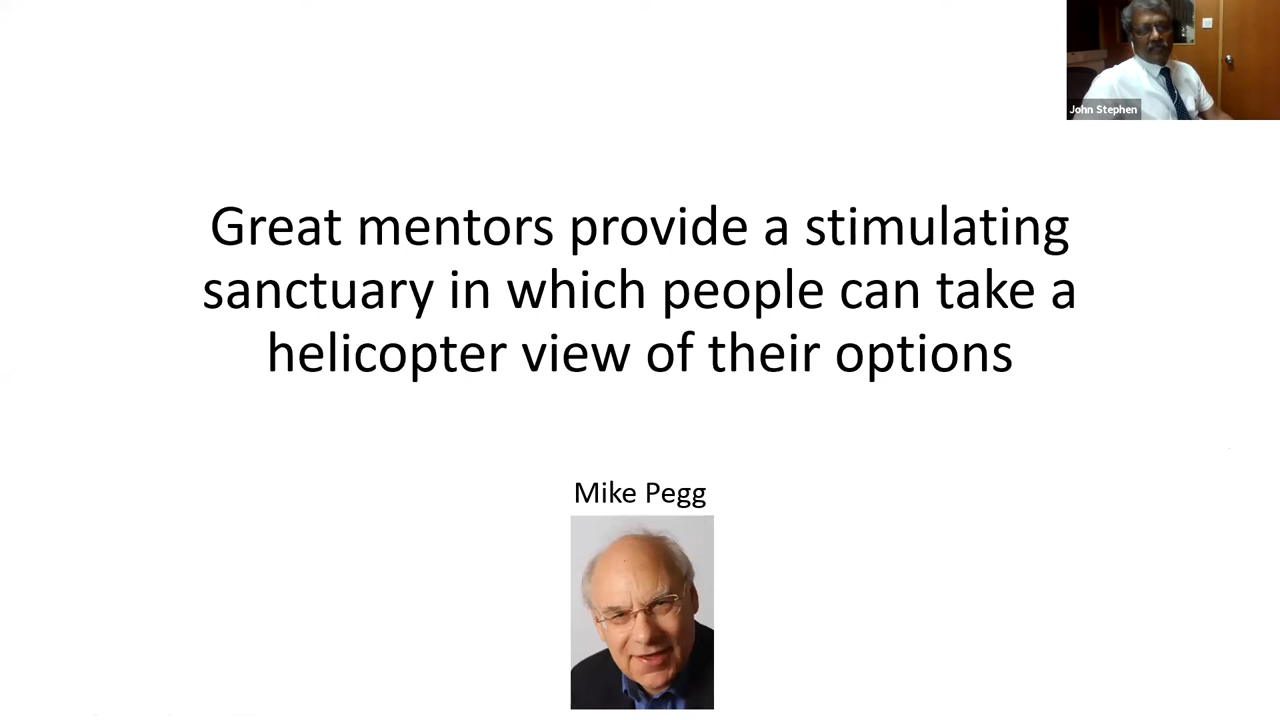 John Stephen
Great mentors provide a stimulating
sanctuary in which people can take a
helicopter view of their options
Mike Pegg